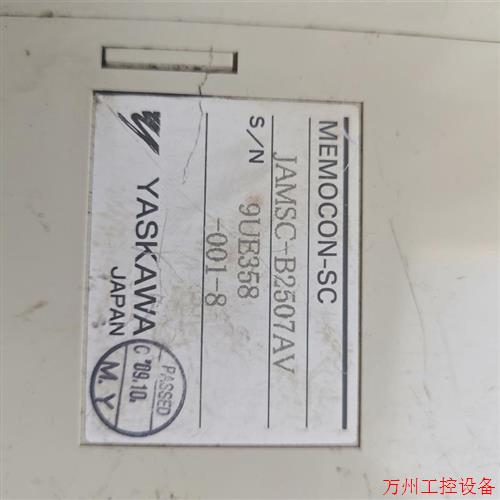 MEMOCON-SC
JAMSC-B2507AV
S/N 9UE358
-001-8
YASKAWA
JAPAN
PASSED
C '09.10.
M.Y
万州工控设备